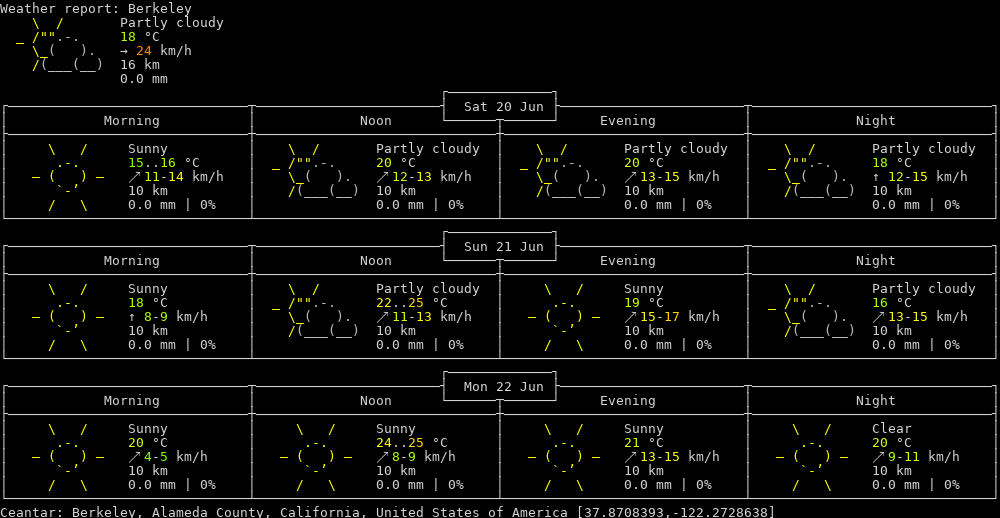 Weather report: Berkeley
Partly cloudy
18 °C
→ 24 km/h
16 km
0.0 mm
Sat 20 Jun
Morning Noon Evening Night
Sunny Partly cloudy Partly cloudy Partly cloudy
15..16 °C 20 °C 20 °C 18 °C
↗ 11-14 km/h ↗ 12-13 km/h ↗ 13-15 km/h ↑ 12-15 km/h
10 km 10 km 10 km 10 km
0.0 mm | 0% 0.0 mm | 0% 0.0 mm | 0% 0.0 mm | 0%
Sun 21 Jun
Morning Noon Evening Night
Sunny Partly cloudy Sunny Partly cloudy
18 °C 22..25 °C 19 °C 16 °C
↑ 8-9 km/h ↗ 11-13 km/h ↗ 15-17 km/h ↗ 13-15 km/h
10 km 10 km 10 km 10 km
0.0 mm | 0% 0.0 mm | 0% 0.0 mm | 0% 0.0 mm | 0%
Mon 22 Jun
Morning Noon Evening Night
Sunny Sunny Sunny Clear
20 °C 24..25 °C 21 °C 20 °C
↗ 4-5 km/h ↗ 8-9 km/h ↗ 13-15 km/h ↗ 9-11 km/h
10 km 10 km 10 km 10 km
0.0 mm | 0% 0.0 mm | 0% 0.0 mm | 0% 0.0 mm | 0%
Ceantar: Berkeley, Alameda County, California, United States of America [37.8708393,-122.2728638]